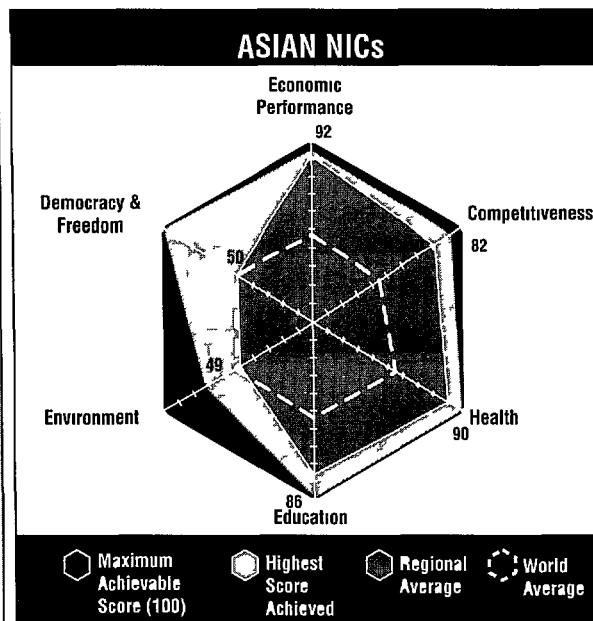 ASIAN NICs
Economic
Performance
92
Democracy &
Freedom
Competitiveness
82
50
49
Environment
Health
90
86
Education
Maximum
Achievable
Score (100)
Highest
Score
Achieved
Regional
Average
World
Average